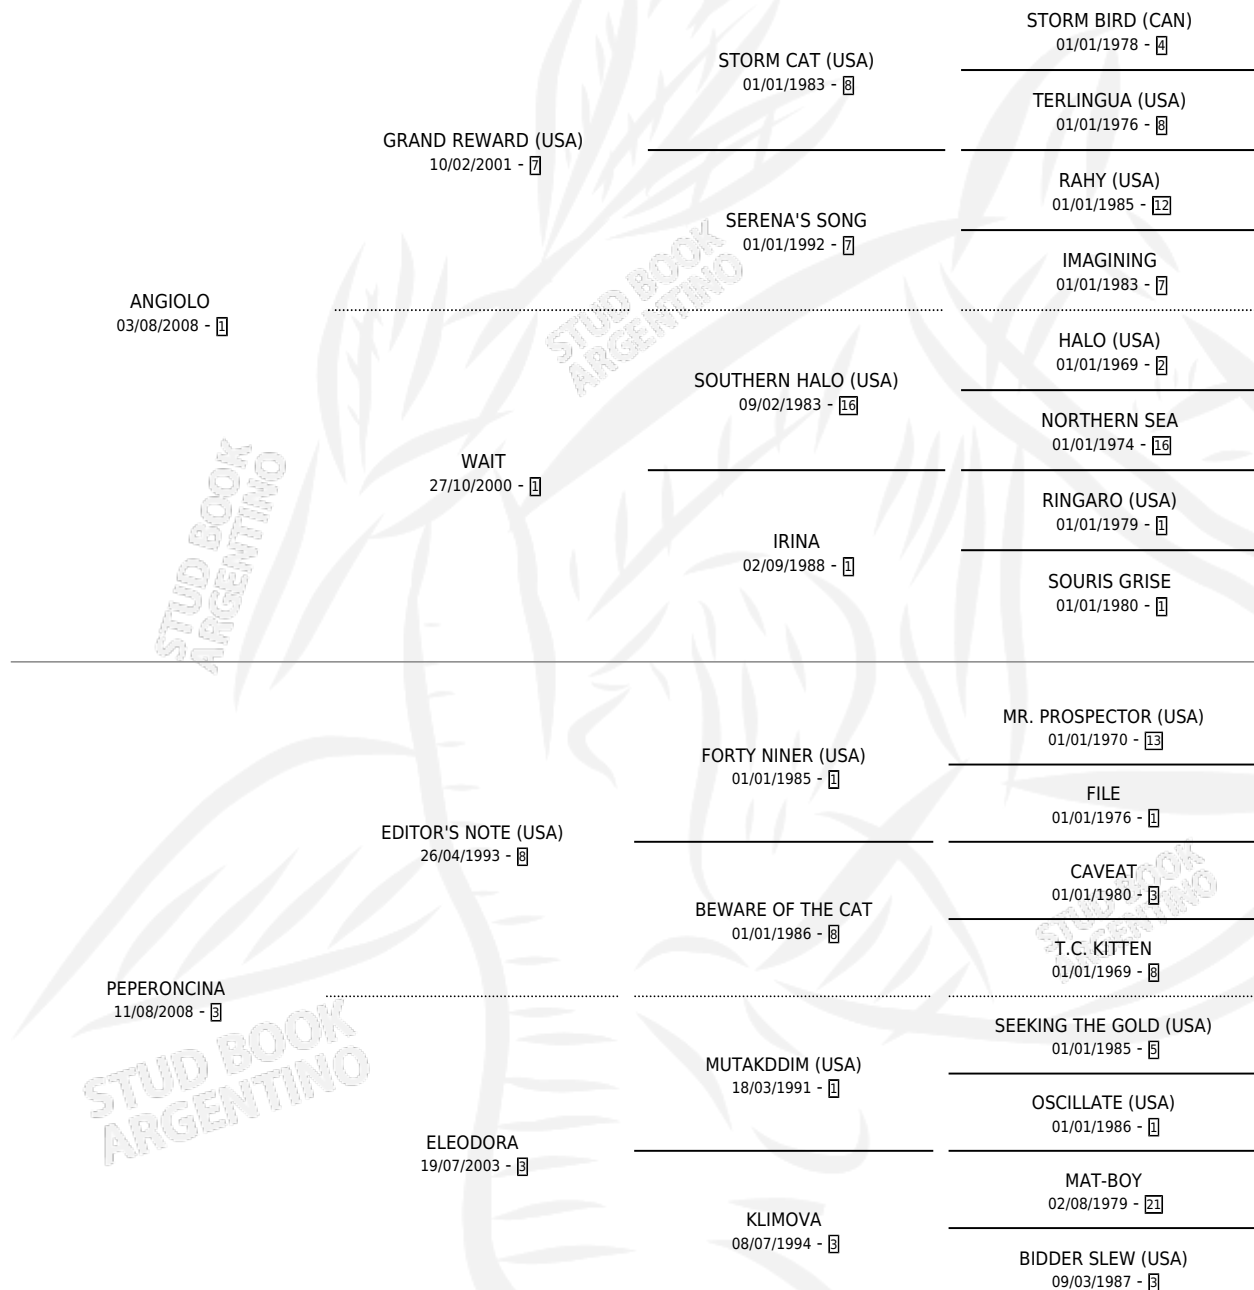 STORM BIRD (CAN)
01/01/1978 - 4
STORM CAT (USA)
01/01/1983 - 8
TERLINGUA (USA)
01/01/1976 - 8
GRAND REWARD (USA)
10/02/2001 - 7
RAHY (USA)
01/01/1985 - 12
SERENA'S SONG
01/01/1992 - 7
IMAGINING
01/01/1983 - 7
ANGIOLO
03/08/2008 - 1
HALO (USA)
01/01/1969 - 2
SOUTHERN HALO (USA)
09/02/1983 - 16
NORTHERN SEA
01/01/1974 - 16
WAIT
27/10/2000 - 1
RINGARO (USA)
01/01/1979 - 1
IRINA
02/09/1988 - 1
SOURIS GRISE
01/01/1980 - 1
MR. PROSPECTOR (USA)
01/01/1970 - 13
FORTY NINER (USA)
01/01/1985 - 1
FILE
01/01/1976 - 1
EDITOR'S NOTE (USA)
26/04/1993 - 8
CAVEAT
01/01/1980 - 3
BEWARE OF THE CAT
01/01/1986 - 8
T.C. KITTEN
01/01/1969 - 8
PEPERONCINA
11/08/2008 - 3
SEEKING THE GOLD (USA)
01/01/1985 - 5
MUTAKDDIM (USA)
18/03/1991 - 1
OSCILLATE (USA)
01/01/1986 - 1
ELEODORA
19/07/2003 - 3
MAT-BOY
02/08/1979 - 21
KLIMOVA
08/07/1994 - 3
BIDDER SLEW (USA)
09/03/1987 - 3
STUD BOOK
ARGENTINO
STUD BOOK
ARGENTINO
STUD BOOK
ARGENTINO
STUD BOOK
ARGENTINO